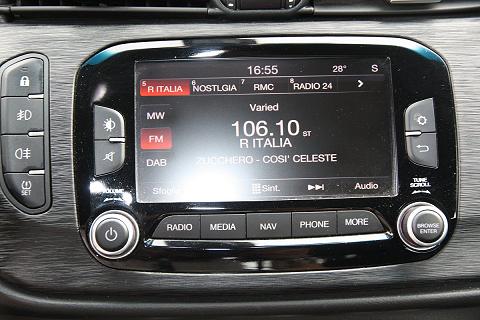 16:55 28° S
5 R ITALIA 6 NOSTLGIA 7 RMC 8 RADIO 24 >
MW Varied
FM 106.10 ST
R ITALIA
DAB ZUCCHERO - COSI' CELESTE
Sfoglia Sint. Audio
VOLUME
TUNE
SCROLL
SET
RADIO MEDIA NAV PHONE MORE
BROWSE
ENTER